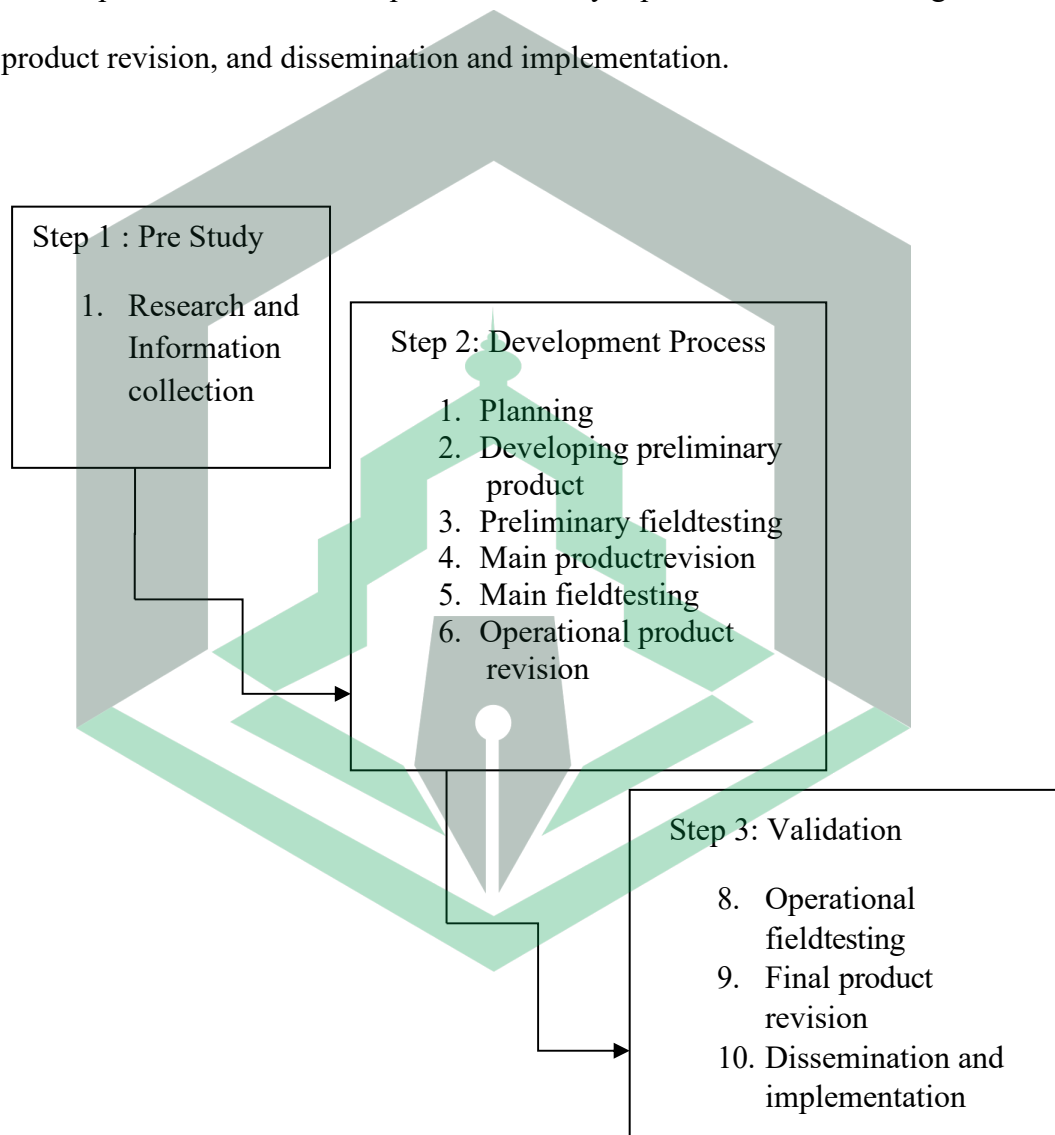 product revision, and dissemination and implementation.
Step 1 : Pre Study
1. Research and
Information
collection
Step 2: Development Process
1. Planning
2. Developing preliminary
product
3. Preliminary fieldtesting
4. Main productrevision
5. Main fieldtesting
6. Operational product
revision
Step 3: Validation
8. Operational
fieldtesting
9. Final product
revision
10. Dissemination and
implementation